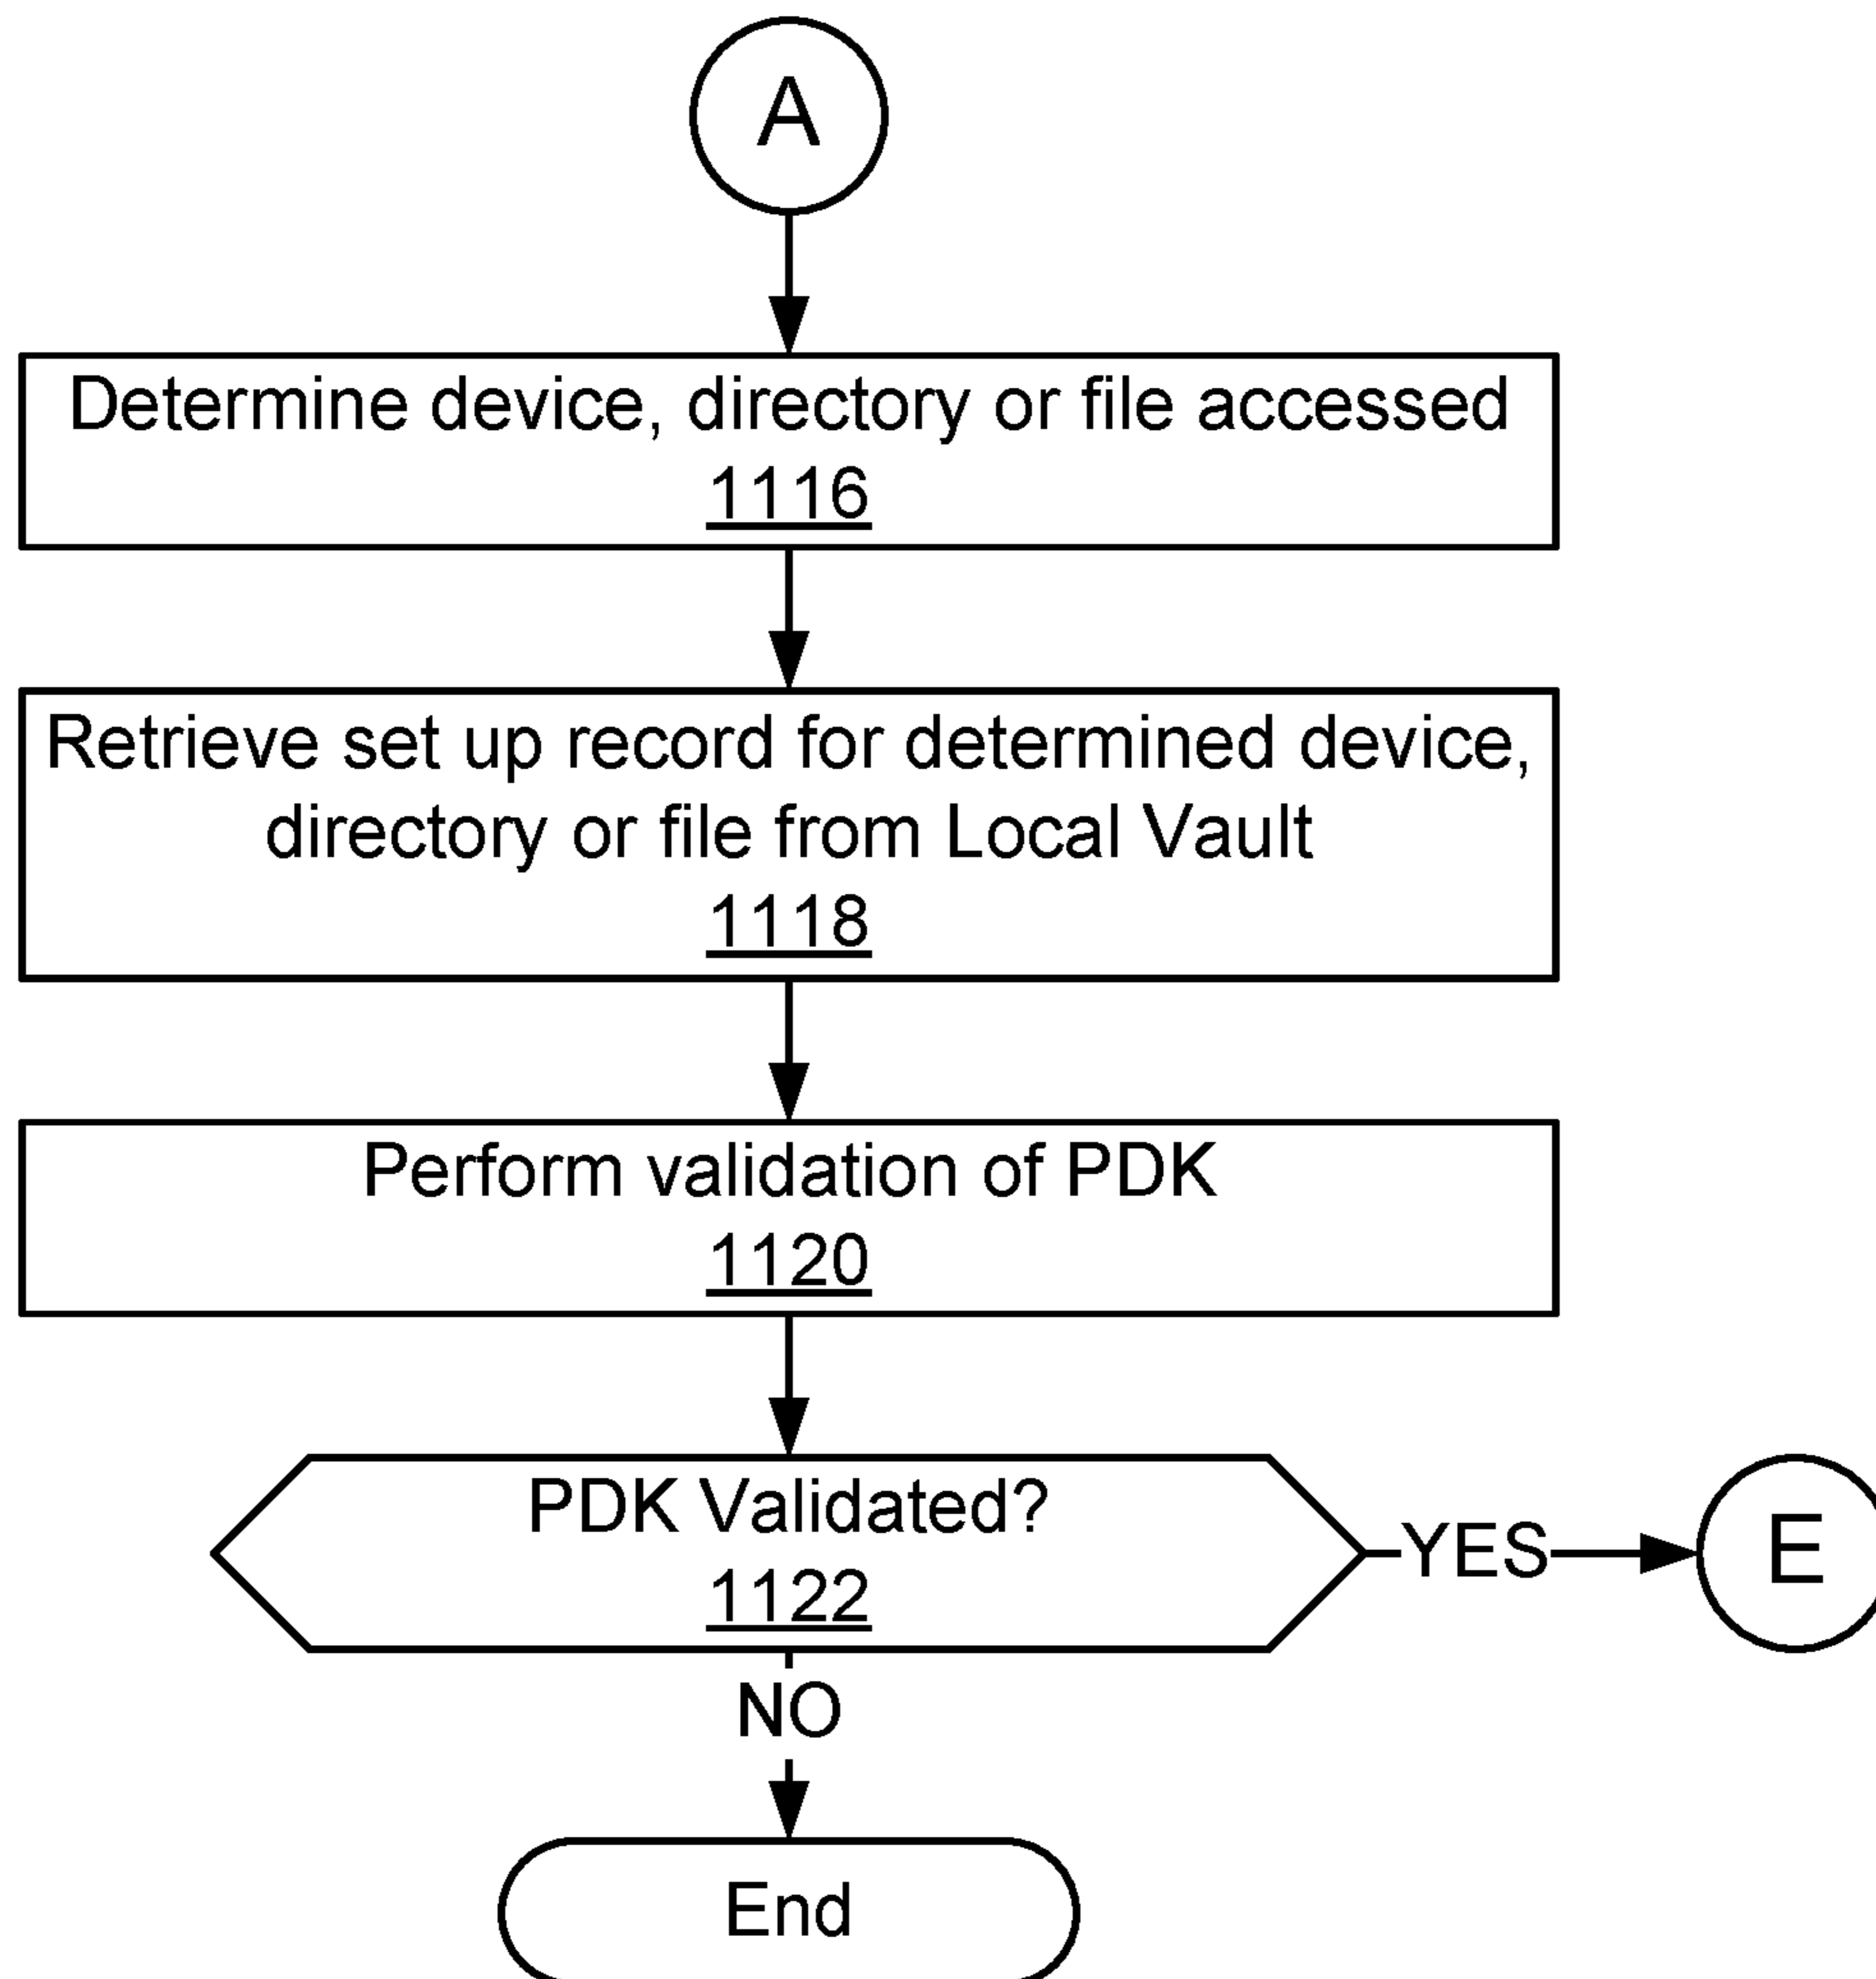 A
Determine device, directory or file accessed
1116
Retrieve set up record for determined device,
directory or file from Local Vault
1118
Perform validation of PDK
1120
PDK Validated?
1122
YES
E
NO
End